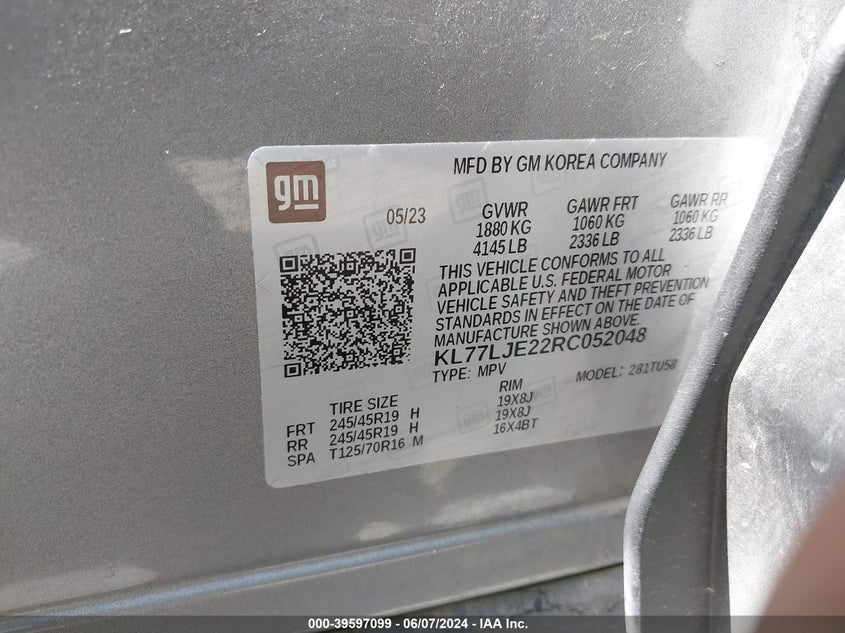 gm
MFD BY GM KOREA COMPANY
05/23
GVWR GAWR FRT GAWR RR
1880 KG 1060 KG 1060 KG
4145 LB 2336 LB 2336 LB
THIS VEHICLE CONFORMS TO ALL
APPLICABLE U.S. FEDERAL MOTOR
VEHICLE SAFETY AND THEFT PREVENTION
STANDARDS IN EFFECT ON THE DATE OF
MANUFACTURE SHOWN ABOVE.
KL77LJE22RC052048
TYPE: MPV MODEL: 281TU58
TIRE SIZE RIM
FRT 245/45R19 H 19X8J
RR 245/45R19 H 19X8J
SPA T125/70R16 M 16X4BT
000-39597099 - 06/07/2024 - IAA Inc.